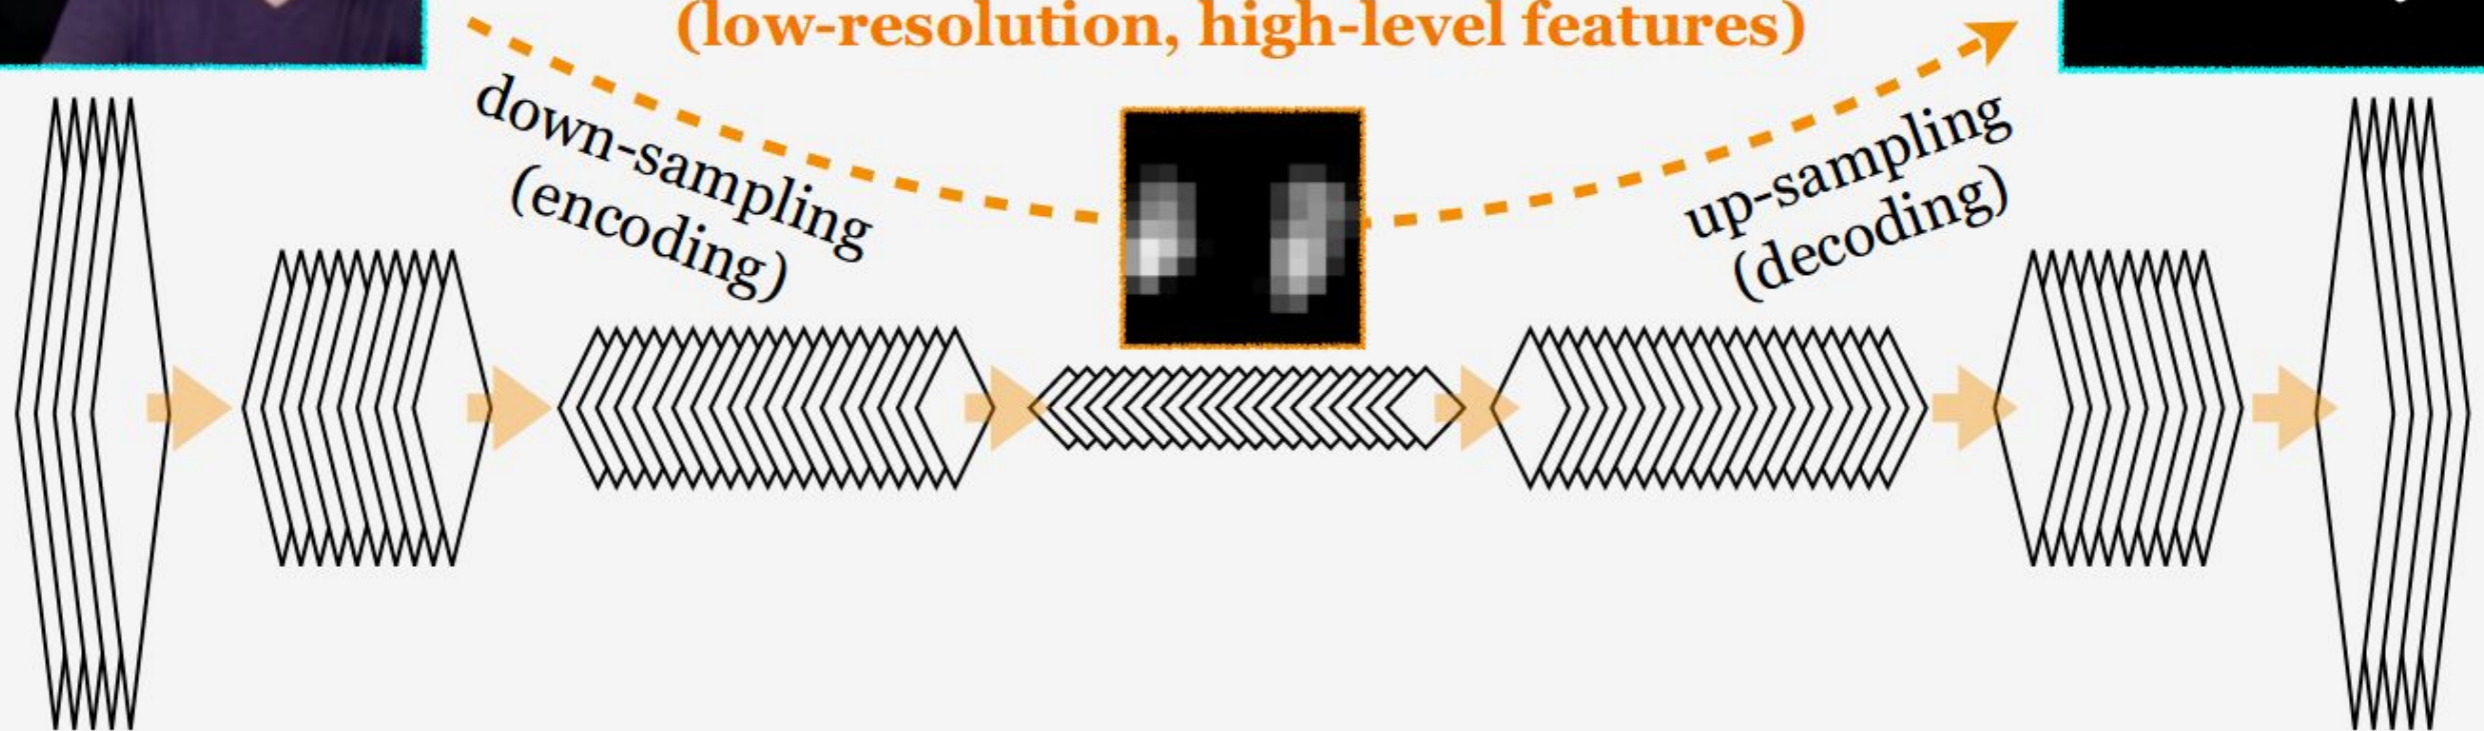 (low-resolution, high-level features)
down-sampling
(encoding)
up-sampling
(decoding)